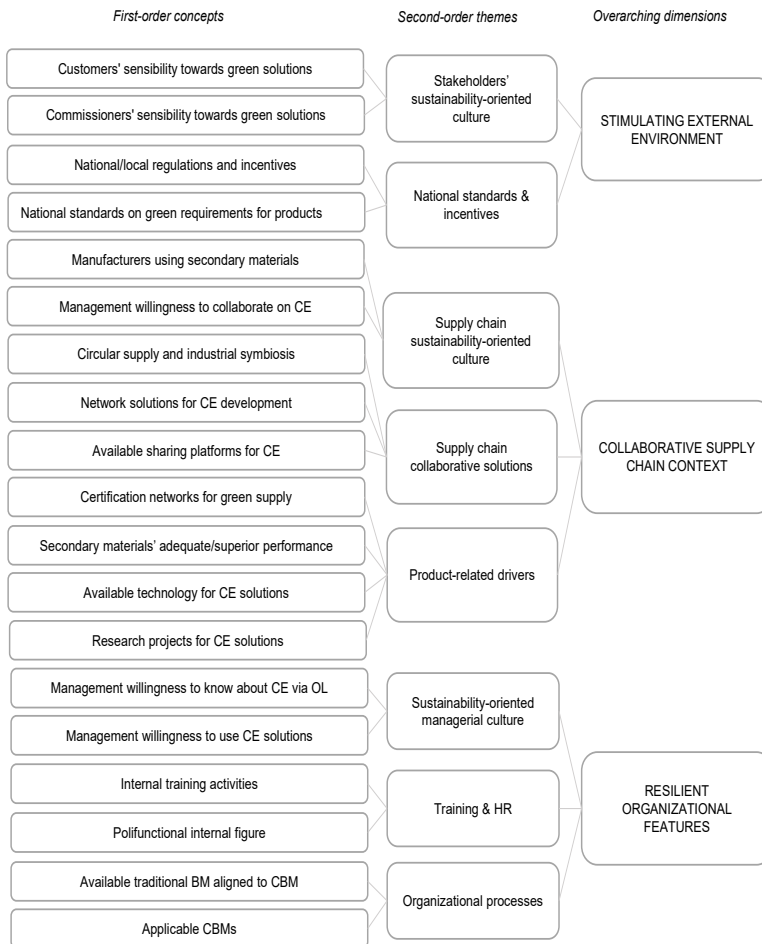 First-order concepts
Second-order themes
Overarching dimensions
Customers' sensibility towards green solutions
Commissioners' sensibility towards green solutions
National/local regulations and incentives
National standards on green requirements for products
Manufacturers using secondary materials
Management willingness to collaborate on CE
Circular supply and industrial symbiosis
Network solutions for CE development
Available sharing platforms for CE
Certification networks for green supply
Secondary materials’ adequate/superior performance
Available technology for CE solutions
Research projects for CE solutions
Management willingness to know about CE via OL
Management willingness to use CE solutions
Internal training activities
Polifunctional internal figure
Available traditional BM aligned to CBM
Applicable CBMs
Stakeholders’
sustainability-oriented
culture
National standards &
incentives
Supply chain
sustainability-oriented
culture
Supply chain
collaborative solutions
Product-related drivers
Sustainability-oriented
managerial culture
Training & HR
Organizational processes
STIMULATING EXTERNAL
ENVIRONMENT
COLLABORATIVE SUPPLY
CHAIN CONTEXT
RESILIENT
ORGANIZATIONAL
FEATURES